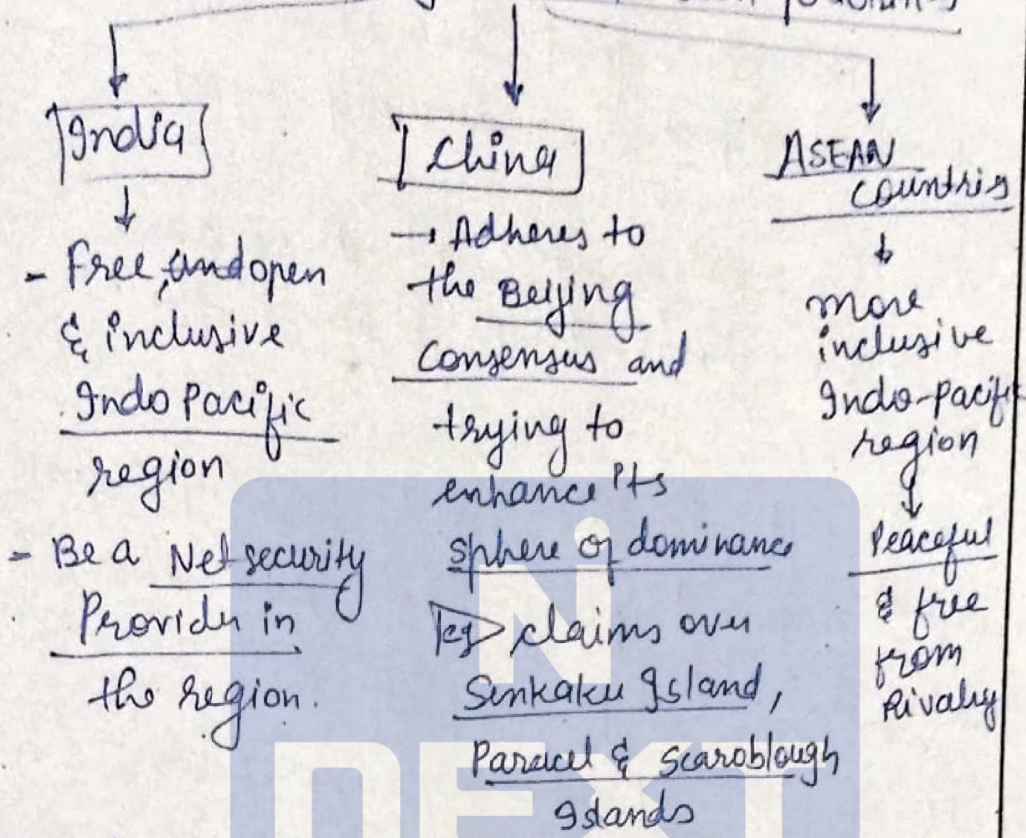 India
- Free, and open
& inclusive
Indo Pacific
region
- Be a Net security
Provider in
the region.
China
→ Adheres to
the Beijing
Consensus and
trying to
enhance its
sphere of dominance
eg> claims over
Senkaku Island,
Paracel & Scaroblough
Islands
ASEAN
countries
more
inclusive
Indo-pacific
region
Peaceful
& free
from
Rivalry
N
NEXT